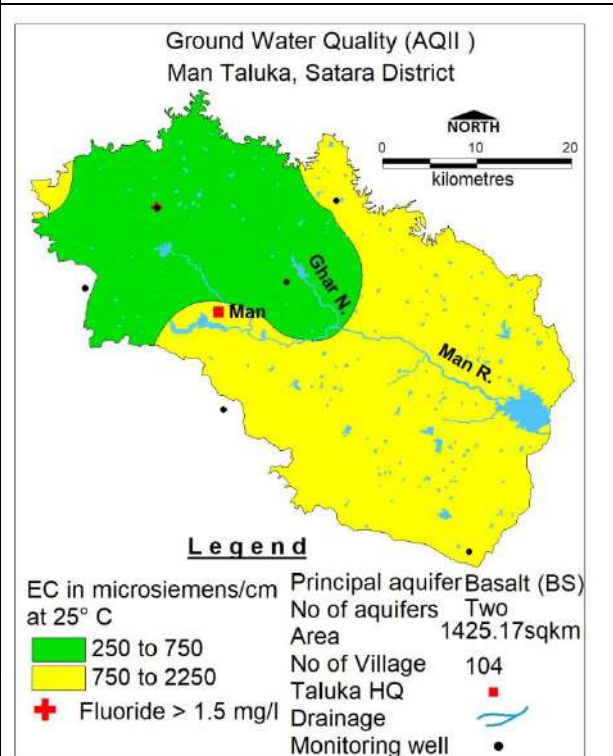 Ground Water Quality (AQII )
Man Taluka, Satara District
NORTH
0 10 20
kilometres
Ghar N.
Man
Man R.
Legend
EC in microsiemens/cm
at 25° C
250 to 750
750 to 2250
Fluoride > 1.5 mg/l
Principal aquifer Basalt (BS)
No of aquifers Two
Area 1425.17sqkm
No of Village 104
Taluka HQ
Drainage
Monitoring well